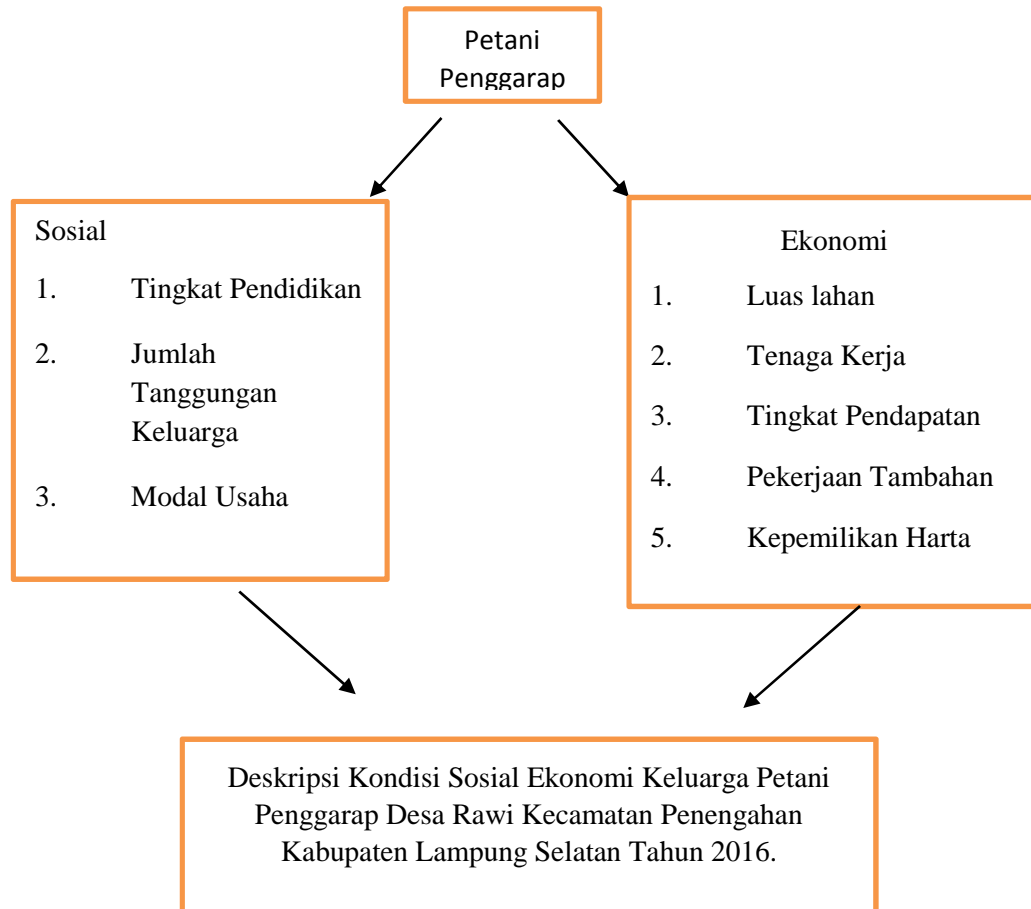 Petani
Penggarap
Sosial
1. Tingkat Pendidikan
2. Jumlah
Tanggungan
Keluarga
3. Modal Usaha
Ekonomi
1. Luas lahan
2. Tenaga Kerja
3. Tingkat Pendapatan
4. Pekerjaan Tambahan
5. Kepemilikan Harta
Deskripsi Kondisi Sosial Ekonomi Keluarga Petani
Penggarap Desa Rawi Kecamatan Penengahan
Kabupaten Lampung Selatan Tahun 2016.